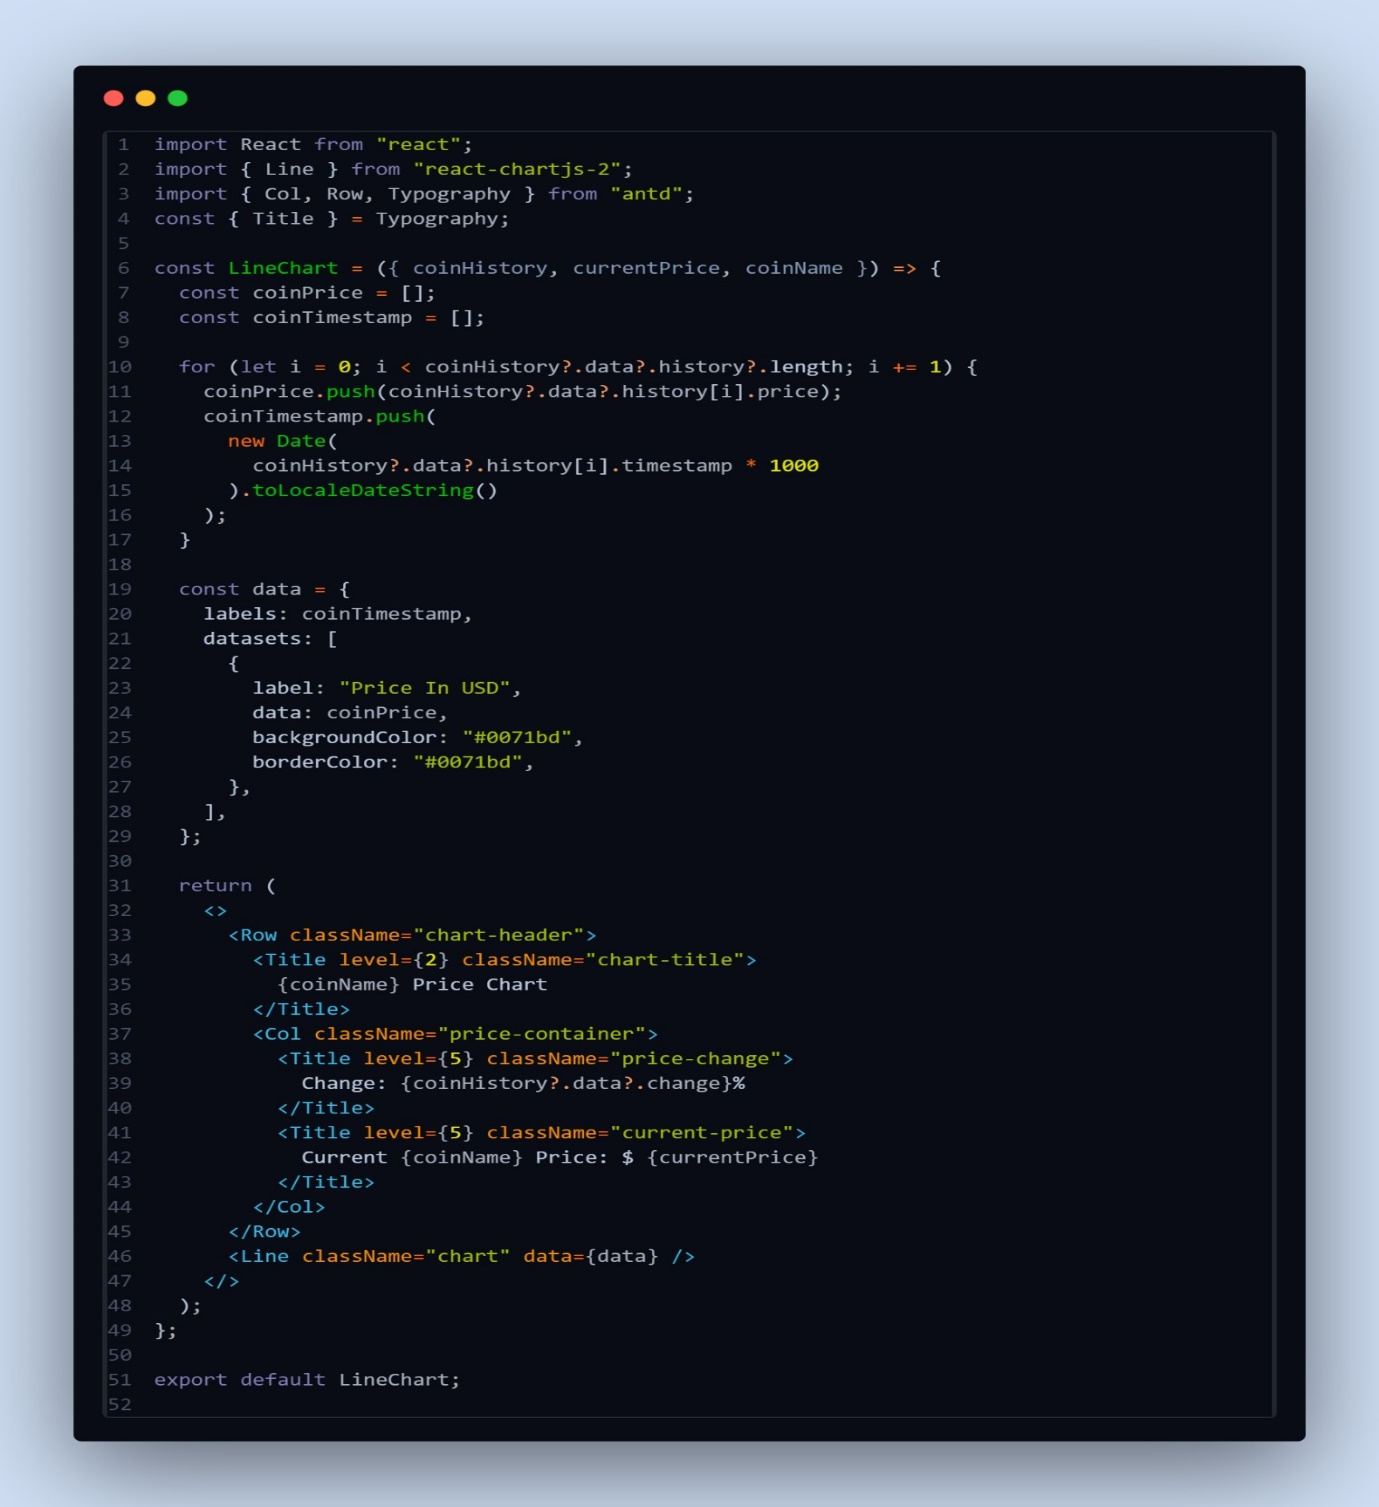 1 import React from "react";
2 import { Line } from "react-chartjs-2";
3 import { Col, Row, Typography } from "antd";
4 const { Title } = Typography;
5
6 const LineChart = ({ coinHistory, currentPrice, coinName }) => {
7   const coinPrice = [];
8   const coinTimestamp = [];
9
10   for (let i = 0; i < coinHistory?.data?.history?.length; i += 1) {
11     coinPrice.push(coinHistory?.data?.history[i].price);
12     coinTimestamp.push(
13       new Date(
14         coinHistory?.data?.history[i].timestamp * 1000
15       ).toLocaleDateString()
16     );
17   }
18
19   const data = {
20     labels: coinTimestamp,
21     datasets: [
22       {
23         label: "Price In USD",
24         data: coinPrice,
25         backgroundColor: "#0071bd",
26         borderColor: "#0071bd",
27       },
28     ],
29   };
30
31   return (
32     <>
33       <Row className="chart-header">
34         <Title level={2} className="chart-title">
35           {coinName} Price Chart
36         </Title>
37         <Col className="price-container">
38           <Title level={5} className="price-change">
39             Change: {coinHistory?.data?.change}%
40           </Title>
41           <Title level={5} className="current-price">
42             Current {coinName} Price: $ {currentPrice}
43           </Title>
44         </Col>
45       </Row>
46       <Line className="chart" data={data} />
47     </>
48   );
49 };
50
51 export default LineChart;
52